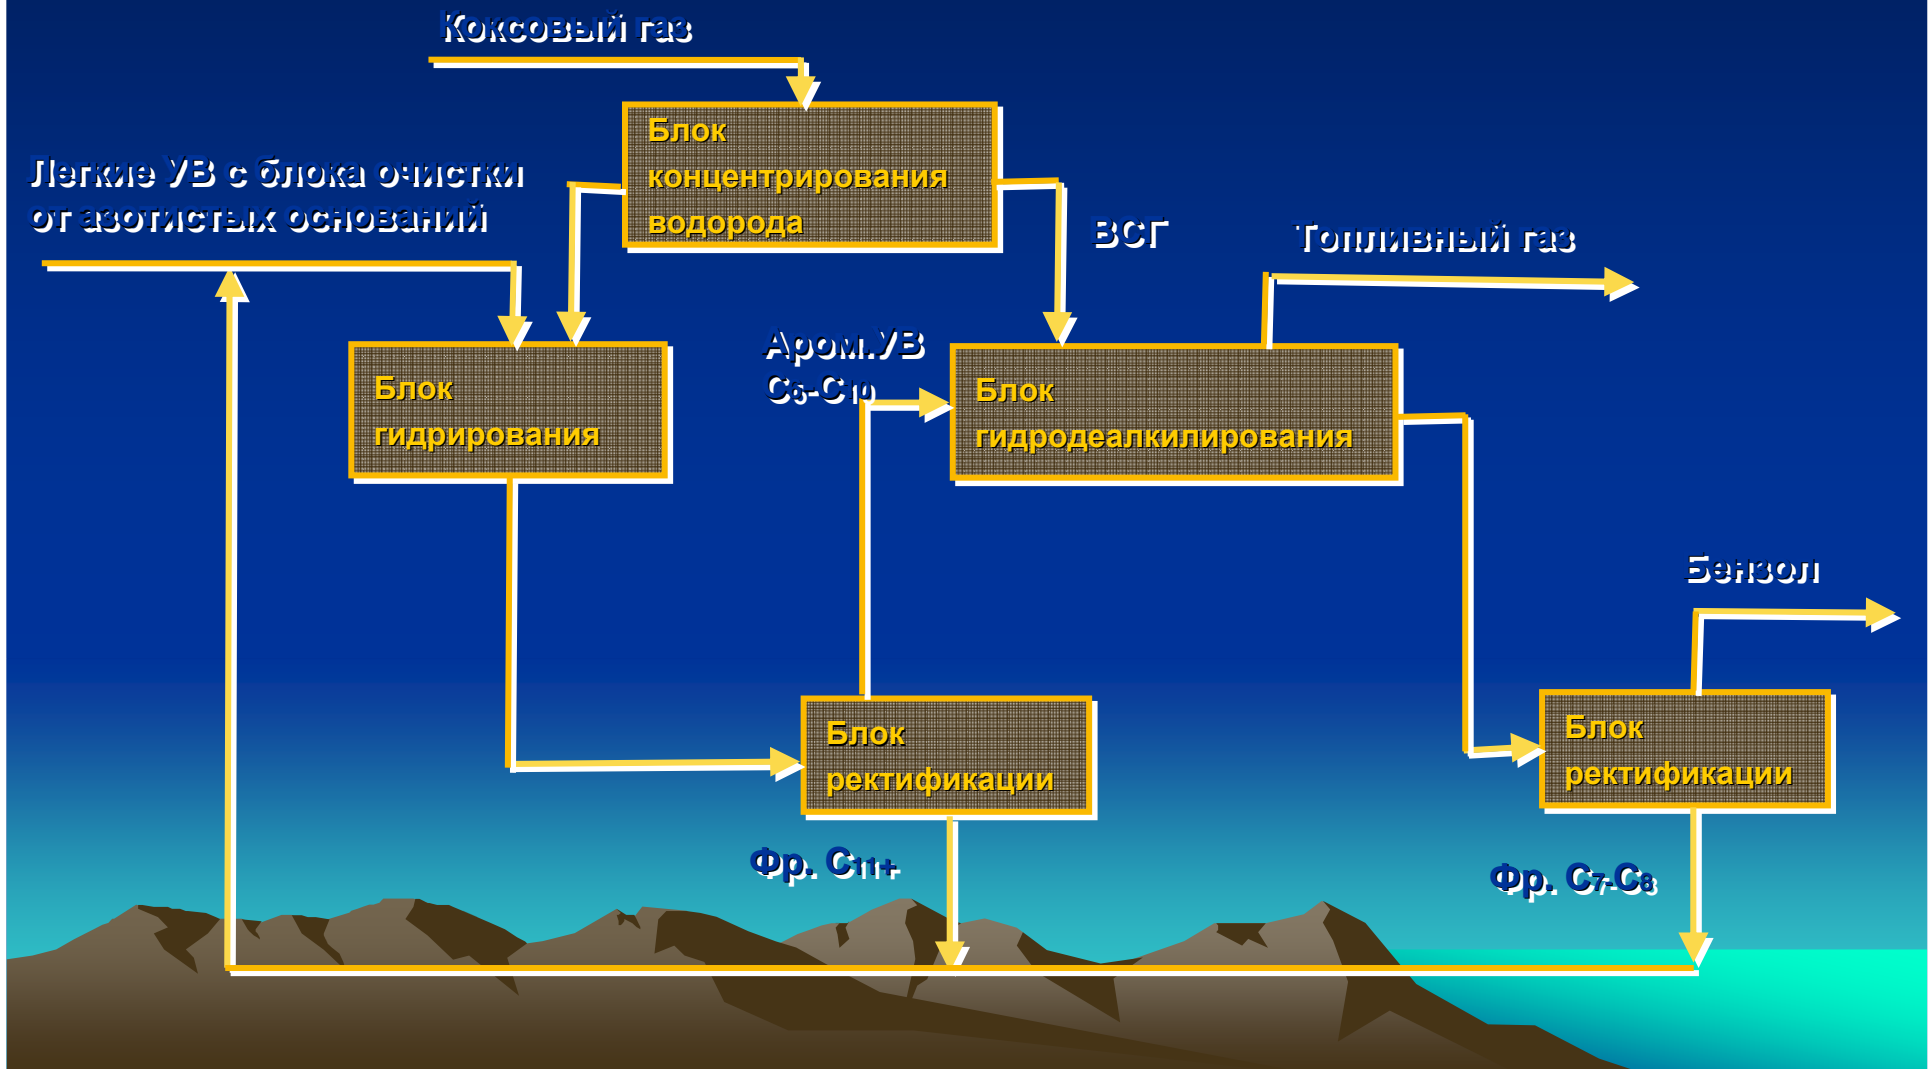 Коксовый газ
Блок
концентрирования
водорода
Легкие УВ с блока очистки
от азотистых оснований
ВСГ
Топливный газ
Аром.УВ
С6-С10
Блок
гидрирования
Блок
гидродеалкилирования
Бензол
Блок
ректификации
Блок
ректификации
Фр. С11+
Фр. С7-С8